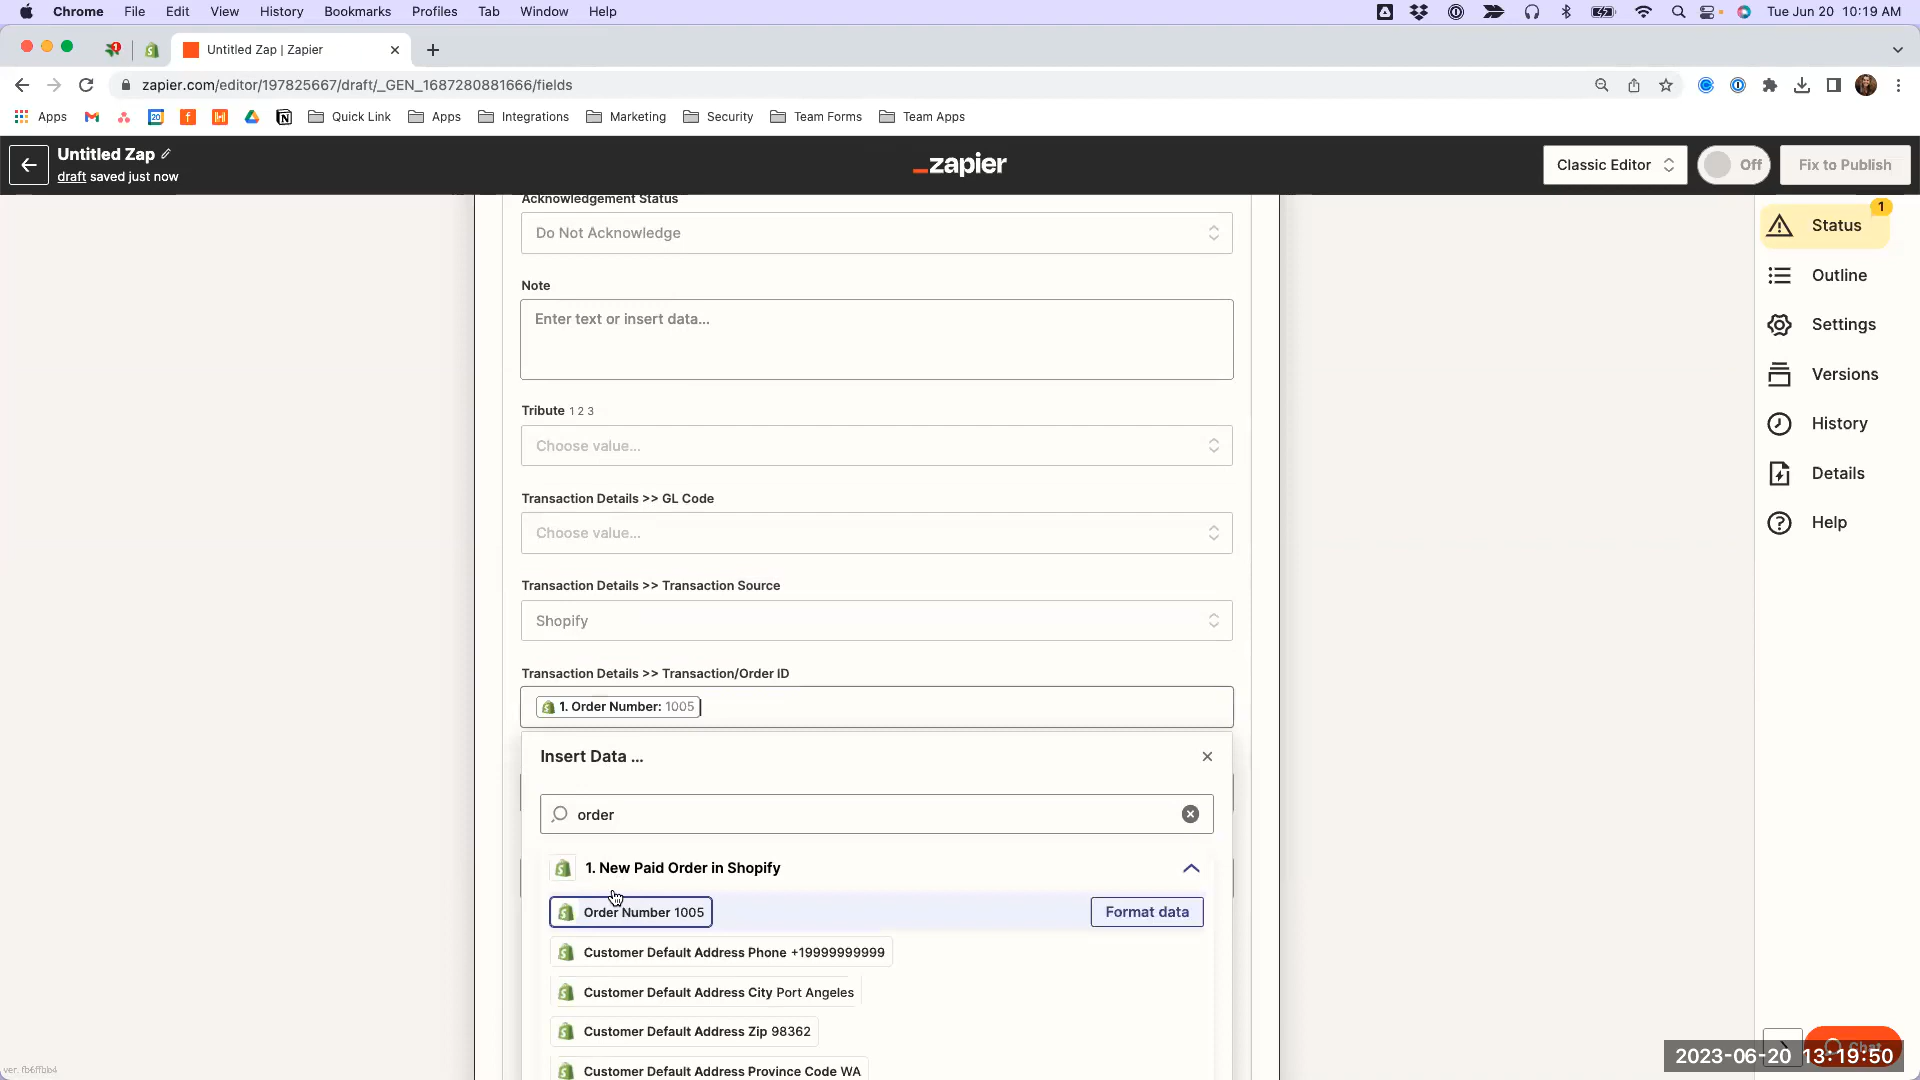 Chrome File Edit View History Bookmarks Profiles Tab Window Help
Tue Jun 20 10:19 AM
Untitled Zap | Zapier
zapier.com/editor/197825667/draft/_GEN_1687280881666/fields
Apps Quick Link Apps Integrations Marketing Security Team Forms Team Apps
Untitled Zap
draft saved just now
_zapier
Classic Editor
Off
Fix to Publish
Acknowledgement Status
Do Not Acknowledge
Note
Enter text or insert data...
Tribute 1 2 3
Choose value...
Transaction Details >> GL Code
Choose value...
Transaction Details >> Transaction Source
Shopify
Transaction Details >> Transaction/Order ID
1. Order Number: 1005
Insert Data ...
order
1. New Paid Order in Shopify
Order Number 1005
Format data
Customer Default Address Phone +19999999999
Customer Default Address City Port Angeles
Customer Default Address Zip 98362
Customer Default Address Province Code WA
1
Status
Outline
Settings
Versions
History
Details
Help
Chat
2023-06-20 13:19:50
ver. fb6ffbb4